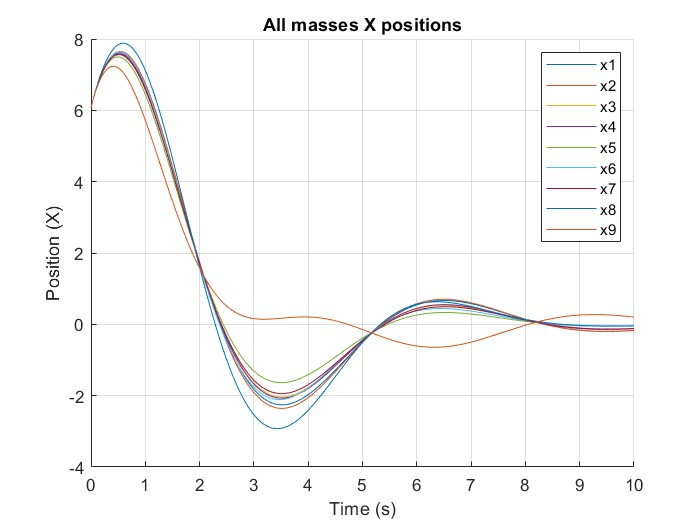 All masses X positions
8
6
4
2
0
-2
-4
Position (X)
x1
x2
x3
x4
x5
x6
x7
x8
x9
0 1 2 3 4 5 6 7 8 9 10
Time (s)